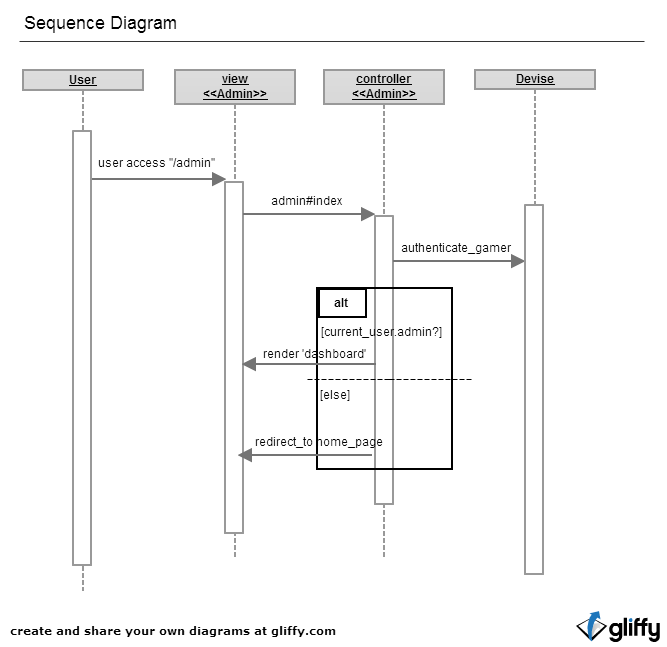 Sequence Diagram
User
view
<<Admin>>
controller
<<Admin>>
Devise
user access "/admin"
admin#index
authenticate_gamer
alt
[current_user.admin?]
render 'dashboard'
[else]
redirect_to home_page
create and share your own diagrams at gliffy.com
gliffy